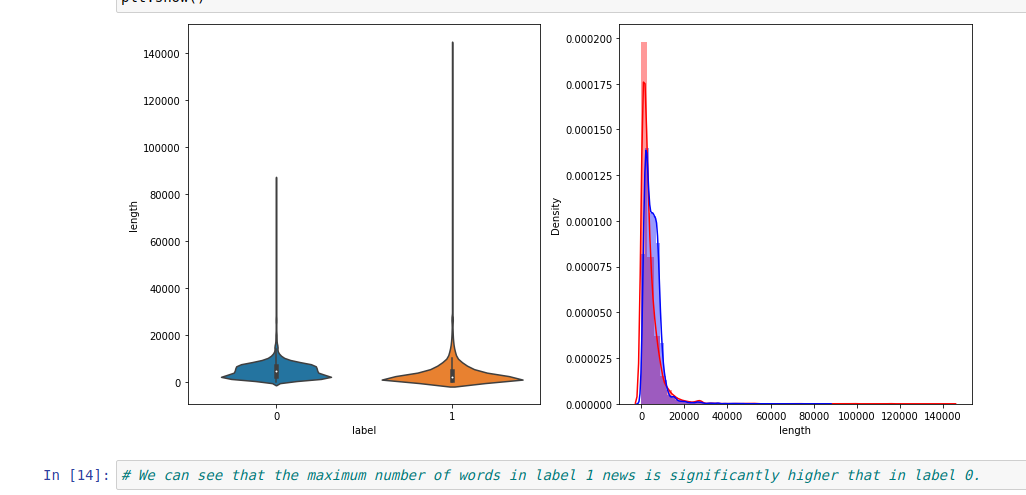 plt.show()
140000
120000
100000
80000
60000
40000
20000
0
length
0
1
label
0.000200
0.000175
0.000150
0.000125
0.000100
0.000075
0.000050
0.000025
0.000000
Density
0 20000 40000 60000 80000 100000 120000 140000
length
In [14]: # We can see that the maximum number of words in label 1 news is significantly higher that in label 0.